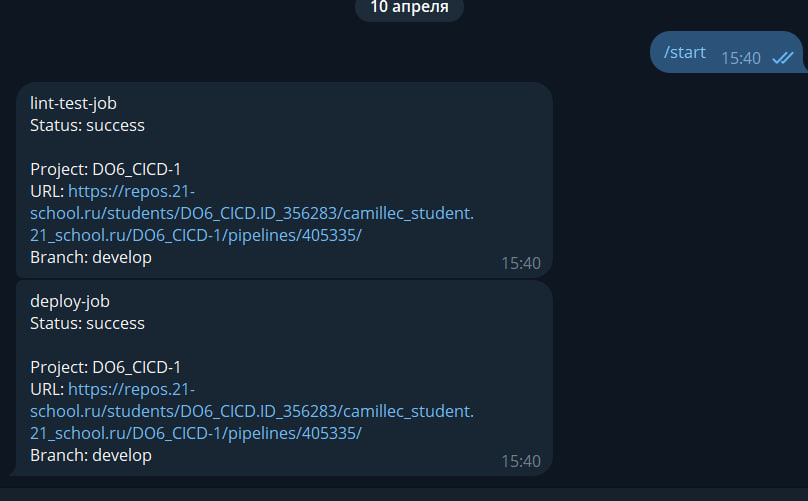 10 апреля
/start 15:40
lint-test-job
Status: success
Project: DO6_CICD-1
URL: https://repos.21-
school.ru/students/DO6_CICD.ID_356283/camillec_student.
21_school.ru/DO6_CICD-1/pipelines/405335/
Branch: develop
15:40
deploy-job
Status: success
Project: DO6_CICD-1
URL: https://repos.21-
school.ru/students/DO6_CICD.ID_356283/camillec_student.
21_school.ru/DO6_CICD-1/pipelines/405335/
Branch: develop
15:40